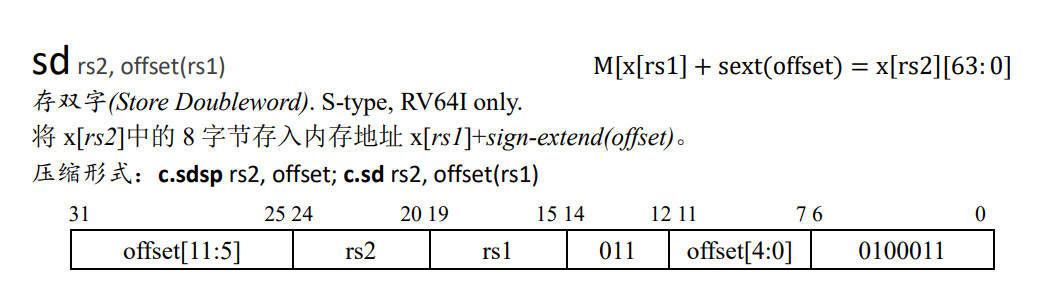 sd rs2, offset(rs1) M[x[rs1] + sext(offset) = x[rs2][63: 0]
存双字(Store Doubleword). S-type, RV64I only.
将 x[rs2]中的 8 字节存入内存地址 x[rs1]+sign-extend(offset)。
压缩形式：c.sdsp rs2, offset; c.sd rs2, offset(rs1)
31 25 24 20 19 15 14 12 11 7 6 0
offset[11:5] rs2 rs1 011 offset[4:0] 0100011